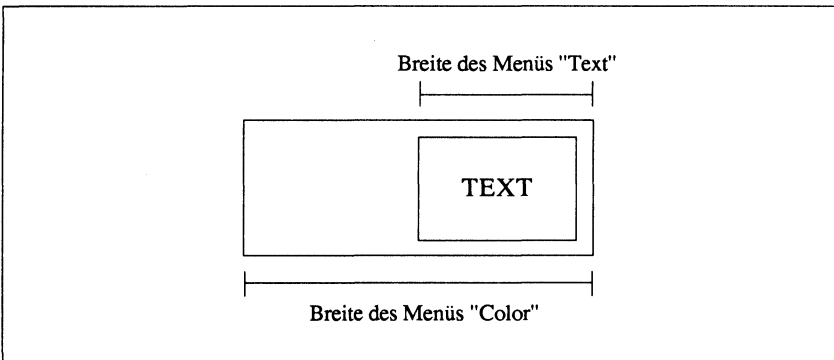 Breite des Menüs "Text"
TEXT
Breite des Menüs "Color"